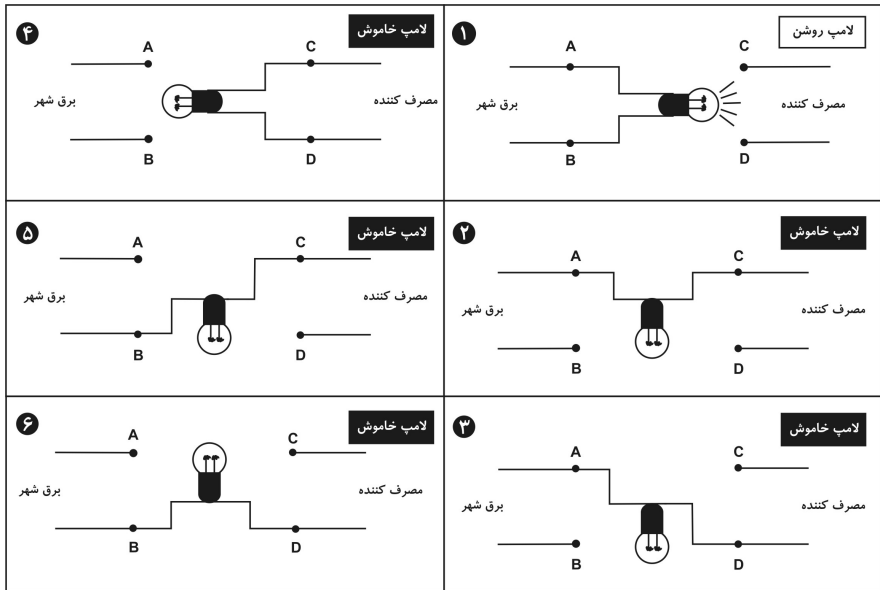 ۱
لامپ روشن
A
C
برق شهر
مصرف کننده
B
D
۴
لامپ خاموش
A
C
برق شهر
مصرف کننده
B
D
۲
لامپ خاموش
A
C
برق شهر
مصرف کننده
B
D
۵
لامپ خاموش
A
C
برق شهر
مصرف کننده
B
D
۳
لامپ خاموش
A
C
برق شهر
مصرف کننده
B
D
۶
لامپ خاموش
A
C
برق شهر
مصرف کننده
B
D